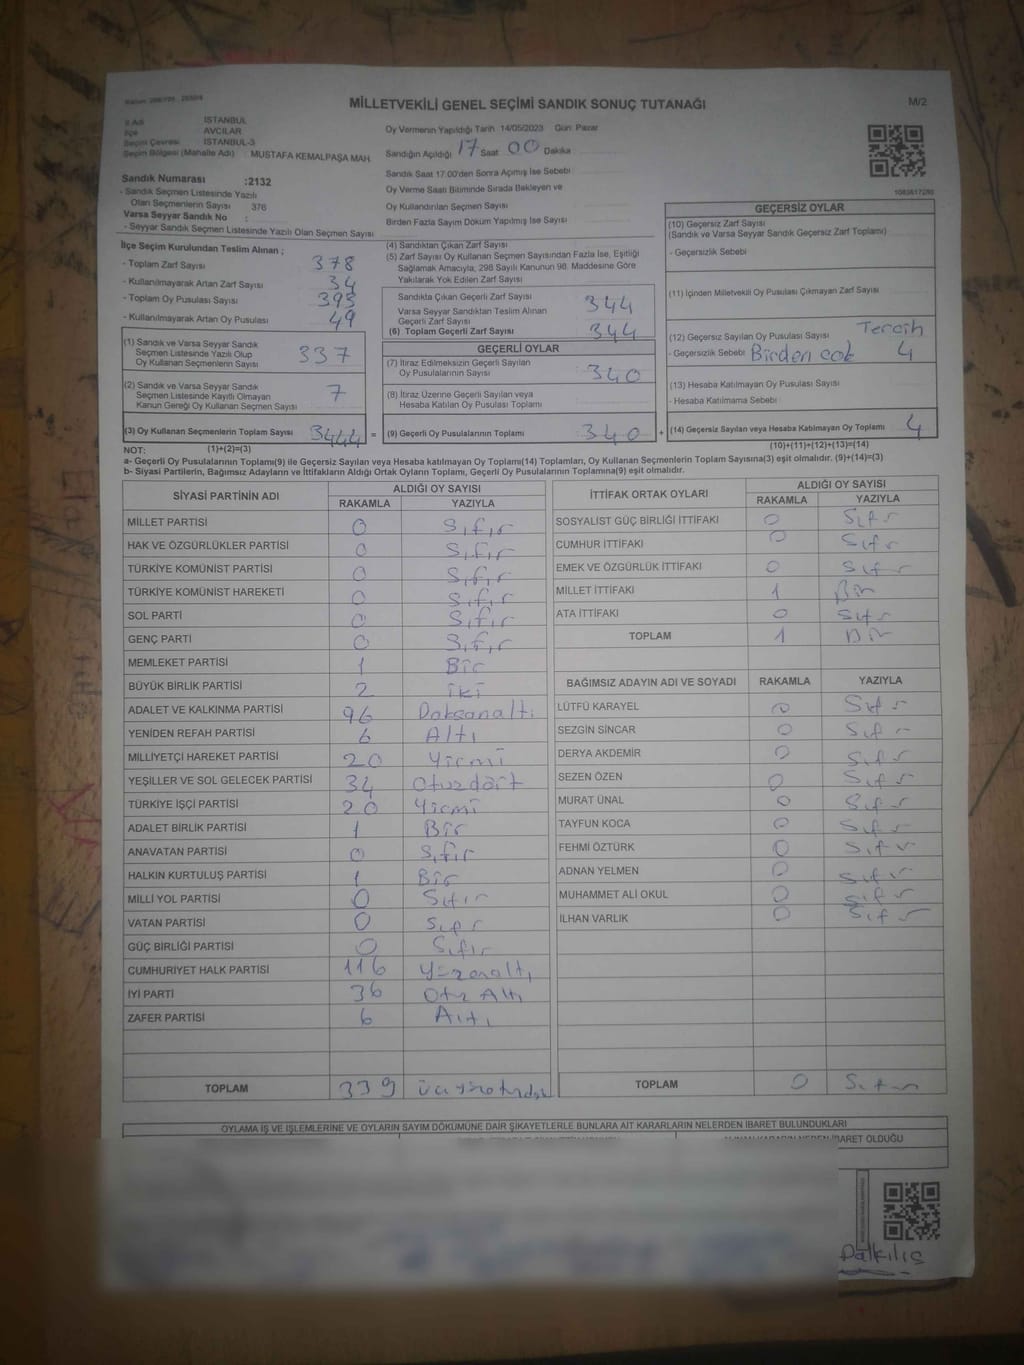 MİLLETVEKİLİ GENEL SEÇİMİ SANDIK SONUÇ TUTANAĞI
M/2
İl Adı : İSTANBUL
İlçe : AVCILAR
Seçim Çevresi : İSTANBUL-3
Seçim Bölgesi (Mahalle Adı) : MUSTAFA KEMALPAŞA MAH.
Oy Vermenin Yapıldığı Tarih 14/05/2023 Gün: Pazar
Sandığın Açıldığı 17 Saat 00 Dakika
Sandık Saat 17.00'den Sonra Açımış İse Sebebi
Oy Verme Saati Bitiminde Sırada Bekleyen ve
Oy Kullandırılan Seçmen Sayısı
Birden Fazla Sayım Döküm Yapılmış İse Sayısı
Sandık Numarası :2132
- Sandık Seçmen Listesinde Yazılı
Olan Seçmenlerin Sayısı 376
Varsa Seyyar Sandık No :
- Seyyar Sandık Seçmen Listesinde Yazılı Olan Seçmen Sayısı
İlçe Seçim Kurulundan Teslim Alınan ;
- Toplam Zarf Sayısı 378
- Kullanılmayarak Artan Zarf Sayısı 34
- Toplam Oy Pusulası Sayısı 393
- Kullanılmayarak Artan Oy Pusulası 49
(1) Sandık ve Varsa Seyyar Sandık
Seçmen Listesinde Yazılı Olup
Oy Kullanan Seçmenlerin Sayısı 337
(2) Sandık ve Varsa Seyyar Sandık
Seçmen Listesinde Kayıtlı Olmayan
Kanun Gereği Oy Kullanan Seçmen Sayısı 7
(3) Oy Kullanan Seçmenlerin Toplam Sayısı 3444 =
(1)+(2)=(3)
(4) Sandıktan Çıkan Zarf Sayısı
(5) Zarf Sayısı Oy Kullanan Seçmen Sayısından Fazla İse, Eşitliği
Sağlamak Amacıyla, 298 Sayılı Kanunun 98. Maddesine Göre
Yakılarak Yok Edilen Zarf Sayısı
Sandıkta Çıkan Geçerli Zarf Sayısı 344
Varsa Seyyar Sandıktan Teslim Alınan
Geçerli Zarf Sayısı
(6) Toplam Geçerli Zarf Sayısı 344
GEÇERLİ OYLAR
(7) İtiraz Edilmeksizin Geçerli Sayılan
Oy Pusulalarının Sayısı 340
(8) İtiraz Üzerine Geçerli Sayılan veya
Hesaba Katılan Oy Pusulası Toplamı
(9) Geçerli Oy Pusulalarının Toplamı 340 +
GEÇERSİZ OYLAR
(10) Geçersiz Zarf Sayısı
(Sandık ve Varsa Seyyar Sandık Geçersiz Zarf Toplamı)
- Geçersizlik Sebebi
(11) İçinden Milletvekili Oy Pusulası Çıkmayan Zarf Sayısı
(12) Geçersiz Sayılan Oy Pusulası Sayısı Tercih
- Geçersizlik Sebebi Birden çok 4
(13) Hesaba Katılmayan Oy Pusulası Sayısı
- Hesaba Katılmama Sebebi
(14) Geçersiz Sayılan veya Hesaba Katılmayan Oy Toplamı 4
(10)+(11)+(12)+(13)=(14)
NOT:
a- Geçerli Oy Pusulalarının Toplamı(9) ile Geçersiz Sayılan veya Hesaba katılmayan Oy Toplamı(14) Toplamları, Oy Kullanan Seçmenlerin Toplam Sayısına(3) eşit olmalıdır. (9)+(14)=(3)
b- Siyasi Partilerin, Bağımsız Adayların ve İttifakların Aldığı Ortak Oyların Toplamı, Geçerli Oy Pusulalarının Toplamına(9) eşit olmalıdır.
SİYASİ PARTİNİN ADI ALDIĞI OY SAYISI
RAKAMLA YAZIYLA
MİLLET PARTİSİ 0 Sıfır
HAK VE ÖZGÜRLÜKLER PARTİSİ 0 Sıfır
TÜRKİYE KOMÜNİST PARTİSİ 0 Sıfır
TÜRKİYE KOMÜNİST HAREKETİ 0 Sıfır
SOL PARTİ 0 Sıfır
GENÇ PARTİ 0 Sıfır
MEMLEKET PARTİSİ 1 Bir
BÜYÜK BİRLİK PARTİSİ 2 iki
ADALET VE KALKINMA PARTİSİ 96 Doksanaltı
YENİDEN REFAH PARTİSİ 6 Altı
MİLLİYETÇİ HAREKET PARTİSİ 20 Yirmi
YEŞİLLER VE SOL GELECEK PARTİSİ 34 Otuzdört
TÜRKİYE İŞÇİ PARTİSİ 20 Yirmi
ADALET BİRLİK PARTİSİ 1 Bir
ANAVATAN PARTİSİ 0 Sıfır
HALKIN KURTULUŞ PARTİSİ 1 Bir
MİLLİ YOL PARTİSİ 0 Sıfır
VATAN PARTİSİ 0 Sıfır
GÜÇ BİRLİĞİ PARTİSİ 0 Sıfır
CUMHURİYET HALK PARTİSİ 116 Yüzonaltı
İYİ PARTİ 36 Otuz Altı
ZAFER PARTİSİ 6 Altı
TOPLAM 339
İTTİFAK ORTAK OYLARI ALDIĞI OY SAYISI
RAKAMLA YAZIYLA
SOSYALİST GÜÇ BİRLİĞİ İTTİFAKI 0 Sıfır
CUMHUR İTTİFAKI 0 Sıfır
EMEK VE ÖZGÜRLÜK İTTİFAKI 0 Sıfır
MİLLET İTTİFAKI 1 Bir
ATA İTTİFAKI 0 Sıfır
TOPLAM 1 Bir
BAĞIMSIZ ADAYIN ADI VE SOYADI RAKAMLA YAZIYLA
LÜTFÜ KARAYEL 0 Sıfır
SEZGİN SİNCAR 0 Sıfır
DERYA AKDEMİR 0 Sıfır
SEZEN ÖZEN 0 Sıfır
MURAT ÜNAL 0 Sıfır
TAYFUN KOCA 0 Sıfır
FEHMİ ÖZTÜRK 0 Sıfır
ADNAN YELMEN 0 Sıfır
MUHAMMET ALİ OKUL 0 Sıfır
İLHAN VARLIK 0 Sıfır
TOPLAM 0 Sıfır
OYLAMA İŞ VE İŞLEMLERİNE VE OYLARIN SAYIM DÖKÜMÜNE DAİR ŞİKAYETLERLE BUNLARA AİT KARARLARIN NELERDEN İBARET BULUNDUKLARI
İBARET OLDUĞU
Palkılıç